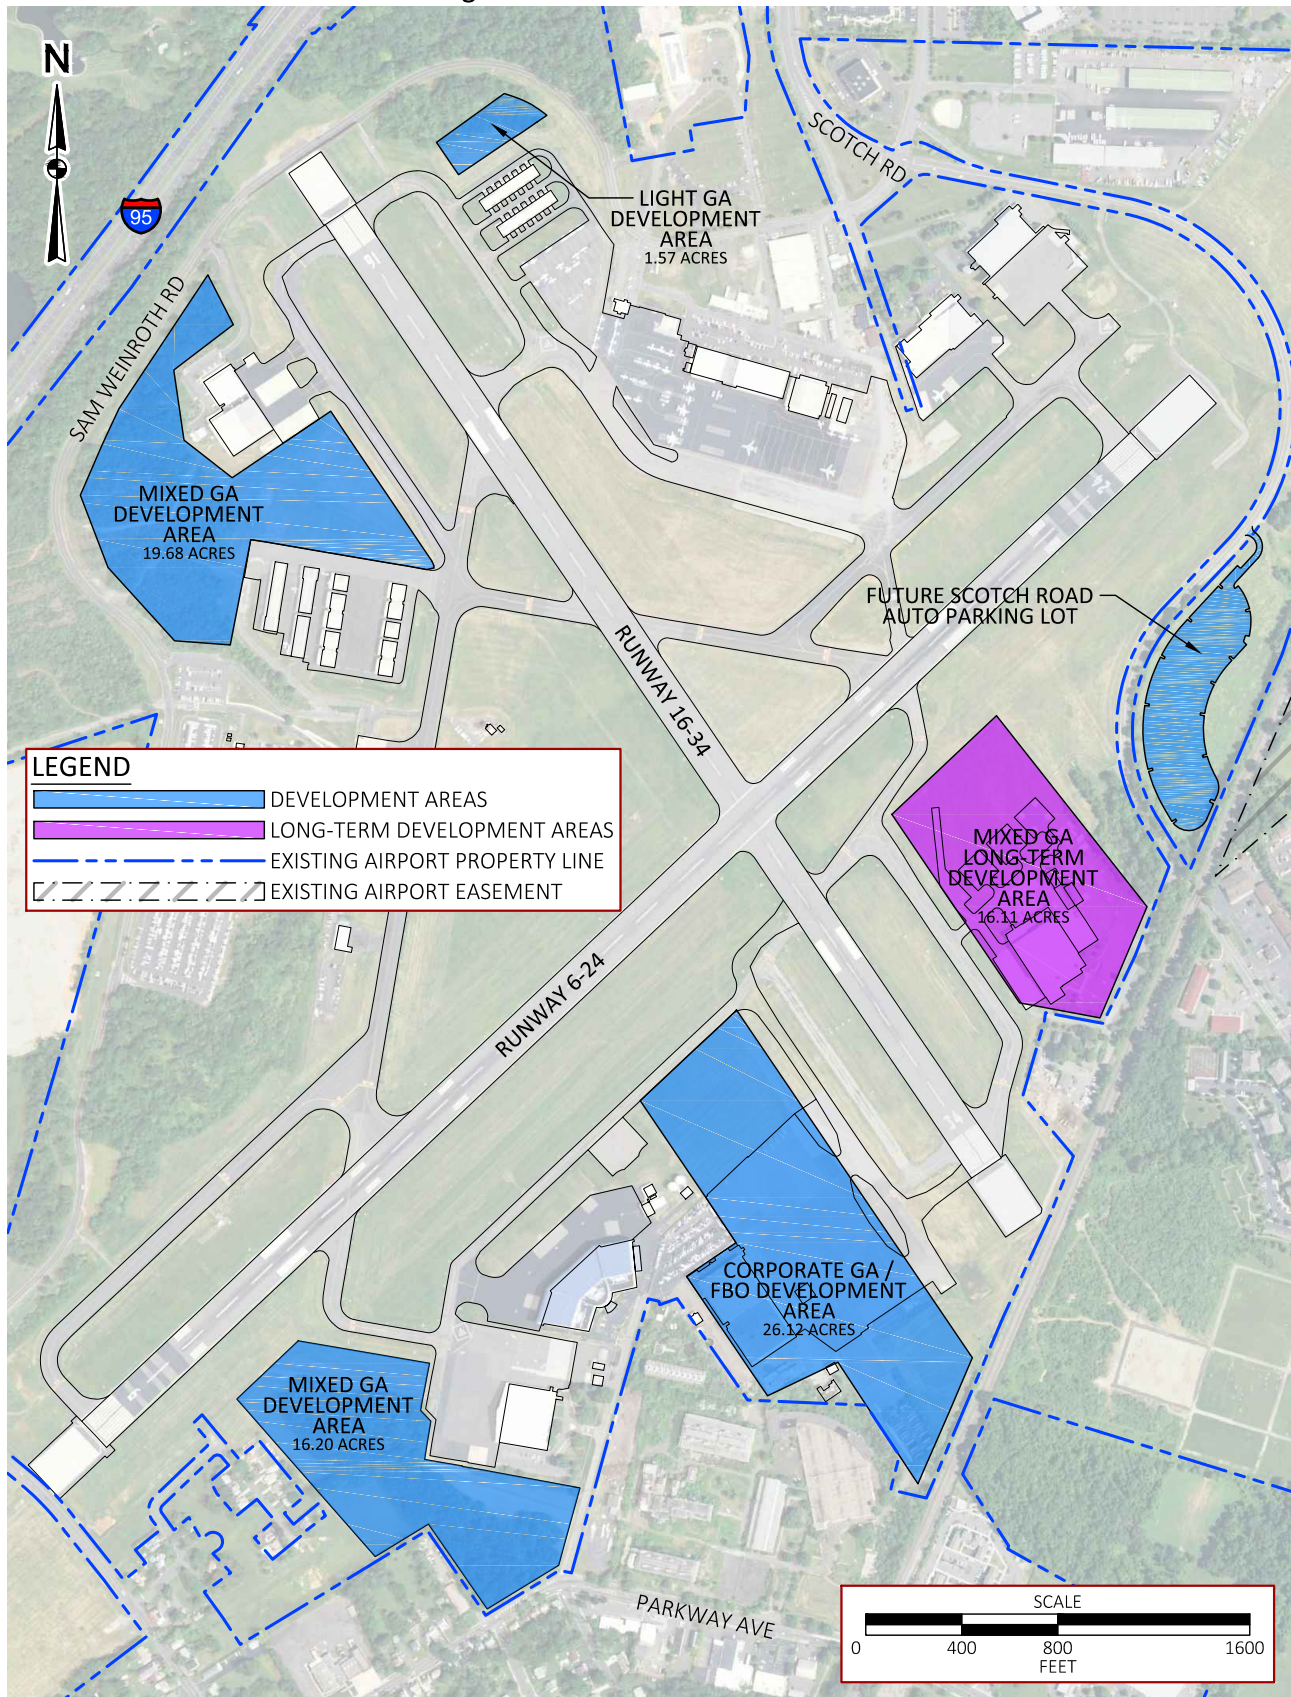 N
95
SCOTCH RD
LIGHT GA
DEVELOPMENT
AREA
1.57 ACRES
SAM WEINROTH RD
MIXED GA
DEVELOPMENT
AREA
19.68 ACRES
FUTURE SCOTCH ROAD
AUTO PARKING LOT
RUNWAY 16-34
LEGEND
DEVELOPMENT AREAS
LONG-TERM DEVELOPMENT AREAS
EXISTING AIRPORT PROPERTY LINE
EXISTING AIRPORT EASEMENT
MIXED GA
LONG-TERM
DEVELOPMENT
AREA
16.11 ACRES
RUNWAY 6-24
CORPORATE GA /
FBO DEVELOPMENT
AREA
26.12 ACRES
MIXED GA
DEVELOPMENT
AREA
16.20 ACRES
PARKWAY AVE
SCALE
0 400 800 1600
FEET